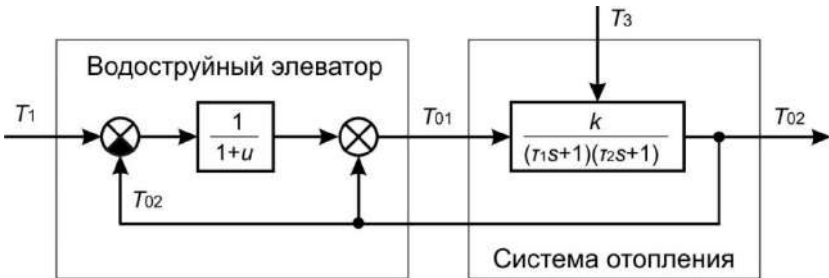 T3
Водоструйный элеватор
T1
1
1+u
T01
k
(τ1s+1)(τ2s+1)
T02
T02
Система отопления